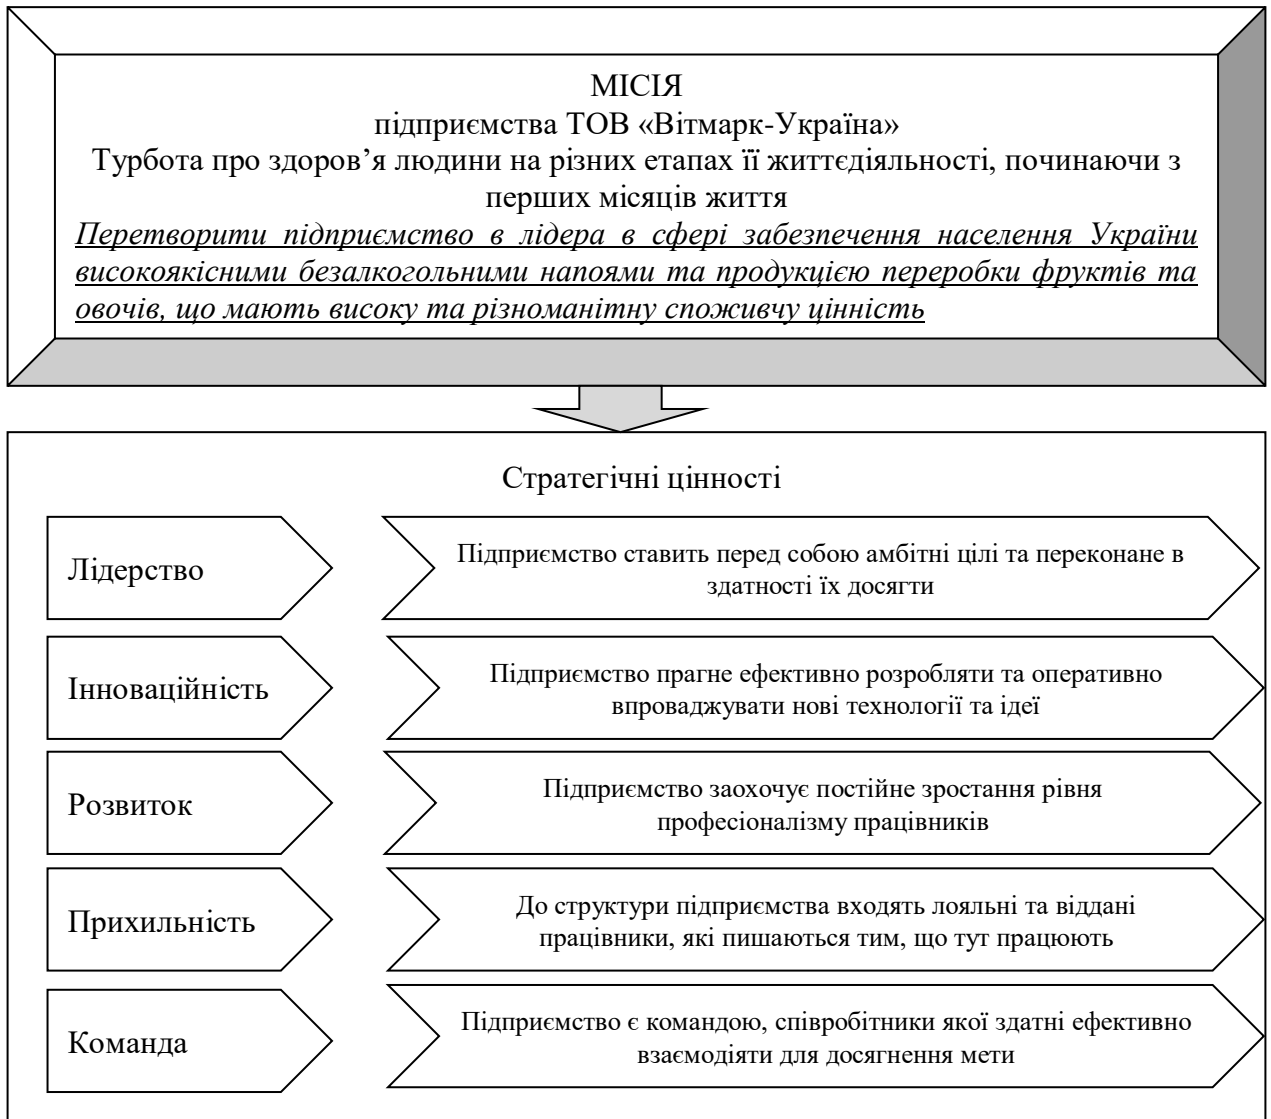 МІСІЯ
підприємства ТОВ «Вітмарк-Україна»
Турбота про здоров’я людини на різних етапах її життєдіяльності, починаючи з
перших місяців життя
Перетворити підприємство в лідера в сфері забезпечення населення України
високоякісними безалкогольними напоями та продукцією переробки фруктів та
овочів, що мають високу та різноманітну споживчу цінність
Стратегічні цінності
Лідерство
Підприємство ставить перед собою амбітні цілі та переконане в
здатності їх досягти
Інноваційність
Підприємство прагне ефективно розробляти та оперативно
впроваджувати нові технології та ідеї
Розвиток
Підприємство заохочує постійне зростання рівня
професіоналізму працівників
Прихильність
До структури підприємства входять лояльні та віддані
працівники, які пишаються тим, що тут працюють
Команда
Підприємство є командою, співробітники якої здатні ефективно
взаємодіяти для досягнення мети